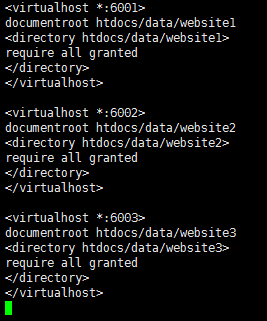 <virtualhost *:6001>
documentroot htdocs/data/website1
<directory htdocs/data/website1>
require all granted
</directory>
</virtualhost>
<virtualhost *:6002>
documentroot htdocs/data/website2
<directory htdocs/data/website2>
require all granted
</directory>
</virtualhost>
<virtualhost *:6003>
documentroot htdocs/data/website3
<directory htdocs/data/website3>
require all granted
</directory>
</virtualhost>